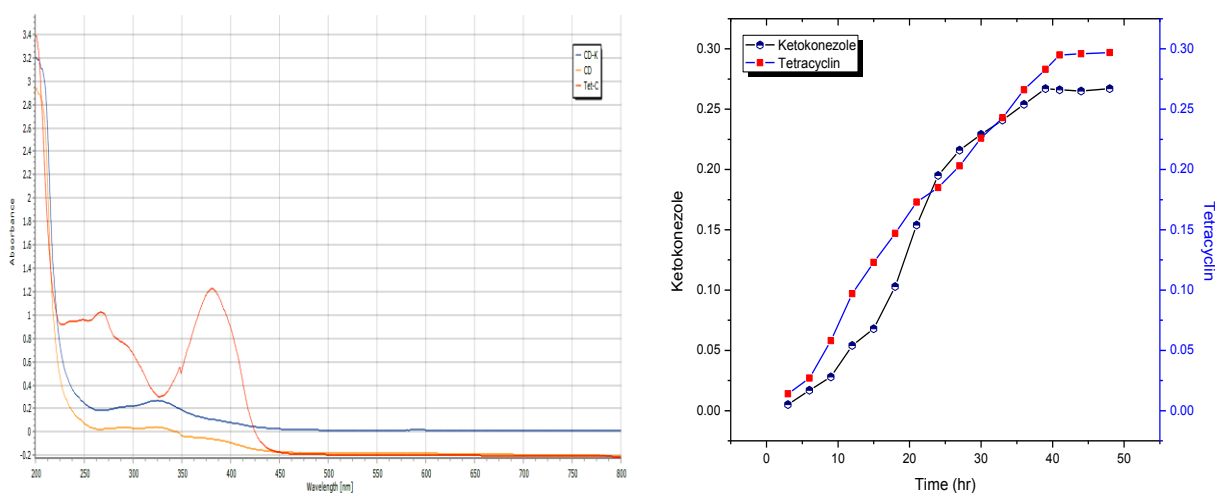 3.4
3.2
3
2.8
2.6
2.4
2.2
2
1.8
1.6
1.4
1.2
1
0.8
0.6
0.4
0.2
0
-0.2
Absorbance
200 250 300 350 400 450 500 550 600 650 700 750 800
Wavelength [nm]
CD-K
CD
Tet-C
Ketokonezole
Tetracyclin
0.30
0.25
0.20
0.15
0.10
0.05
0.00
Ketokonezole
0 10 20 30 40 50
Time (hr)
0.30
0.25
0.20
0.15
0.10
0.05
0.00
Tetracyclin